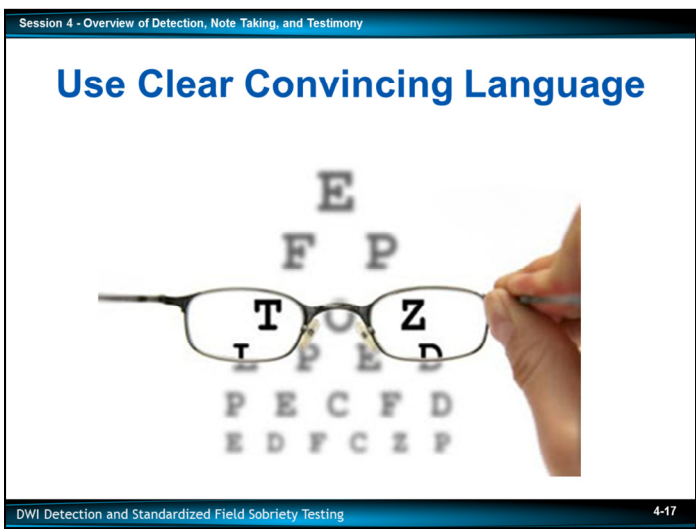 Session 4 - Overview of Detection, Note Taking, and Testimony
Use Clear Convincing Language
E
F P
T O Z
L P E D
P E C F D
E D F C Z P
DWI Detection and Standardized Field Sobriety Testing 4-17